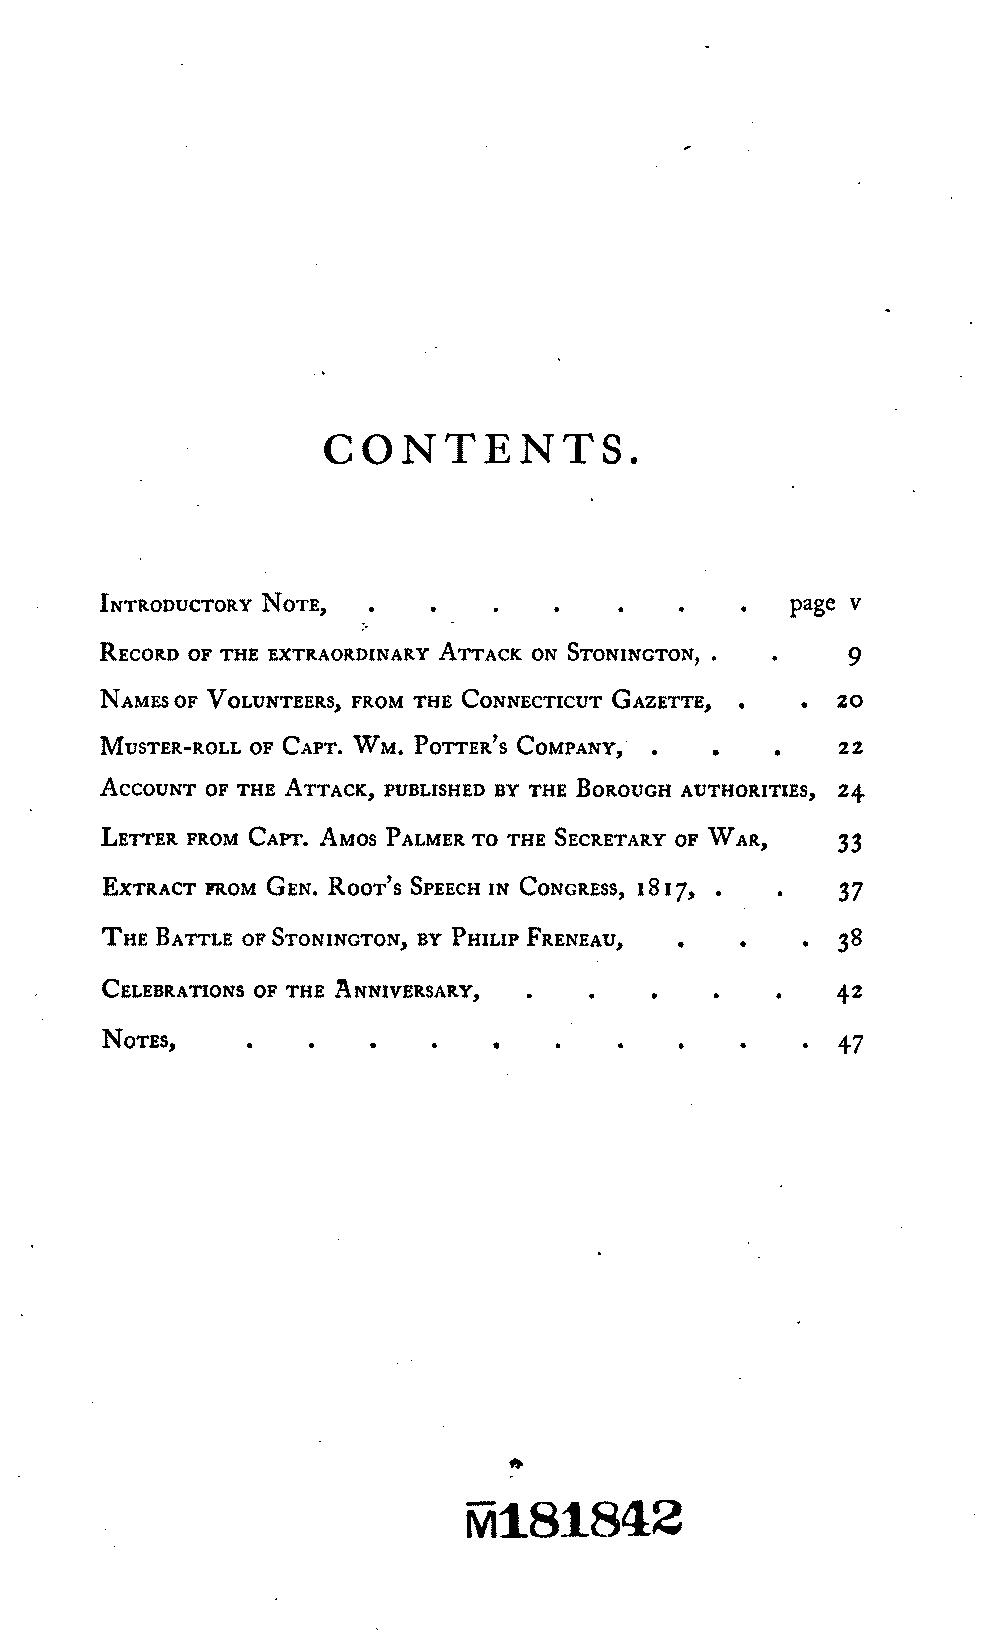 CONTENTS.
Introductory Note, . . . . . . . page v
Record of the extraordinary Attack on Stonington, . . 9
Names of Volunteers, from the Connecticut Gazette, . . 20
Muster-roll of Capt. Wm. Potter's Company, . . . 22
Account of the Attack, published by the Borough authorities, 24
Letter from Capt. Amos Palmer to the Secretary of War, 33
Extract from Gen. Root's Speech in Congress, 1817, . . 37
The Battle of Stonington, by Philip Freneau, . . . 38
Celebrations of the Anniversary, . . . . . 42
Notes, . . . . . . . . . . 47
M181842